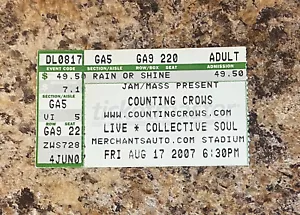 DL0817 GA5 GA9 220 ADULT
EVENT CODE SECTION/AISLE ROW/BOX SEAT ADMISSION
$ 49.50 RAIN OR SHINE 49.50
7.1 JAM/MASS PRESENT
SECTION/AISLE
GA5 COUNTING CROWS
VI 5 WWW.COUNTINGCROWS.COM
GA9 22 LIVE * COLLECTIVE SOUL
ZWS728 MERCHANTSAUTO.COM STADIUM
4JUN0 FRI AUG 17 2007 6:30PM